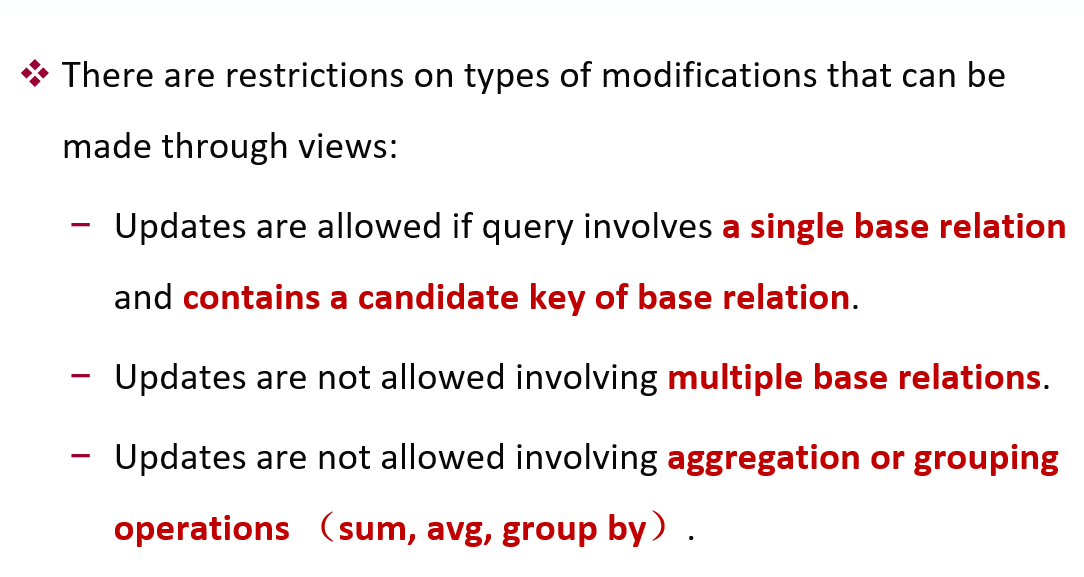 ❖ There are restrictions on types of modifications that can be
made through views:
– Updates are allowed if query involves a single base relation
and contains a candidate key of base relation.
– Updates are not allowed involving multiple base relations.
– Updates are not allowed involving aggregation or grouping
operations （sum, avg, group by）.